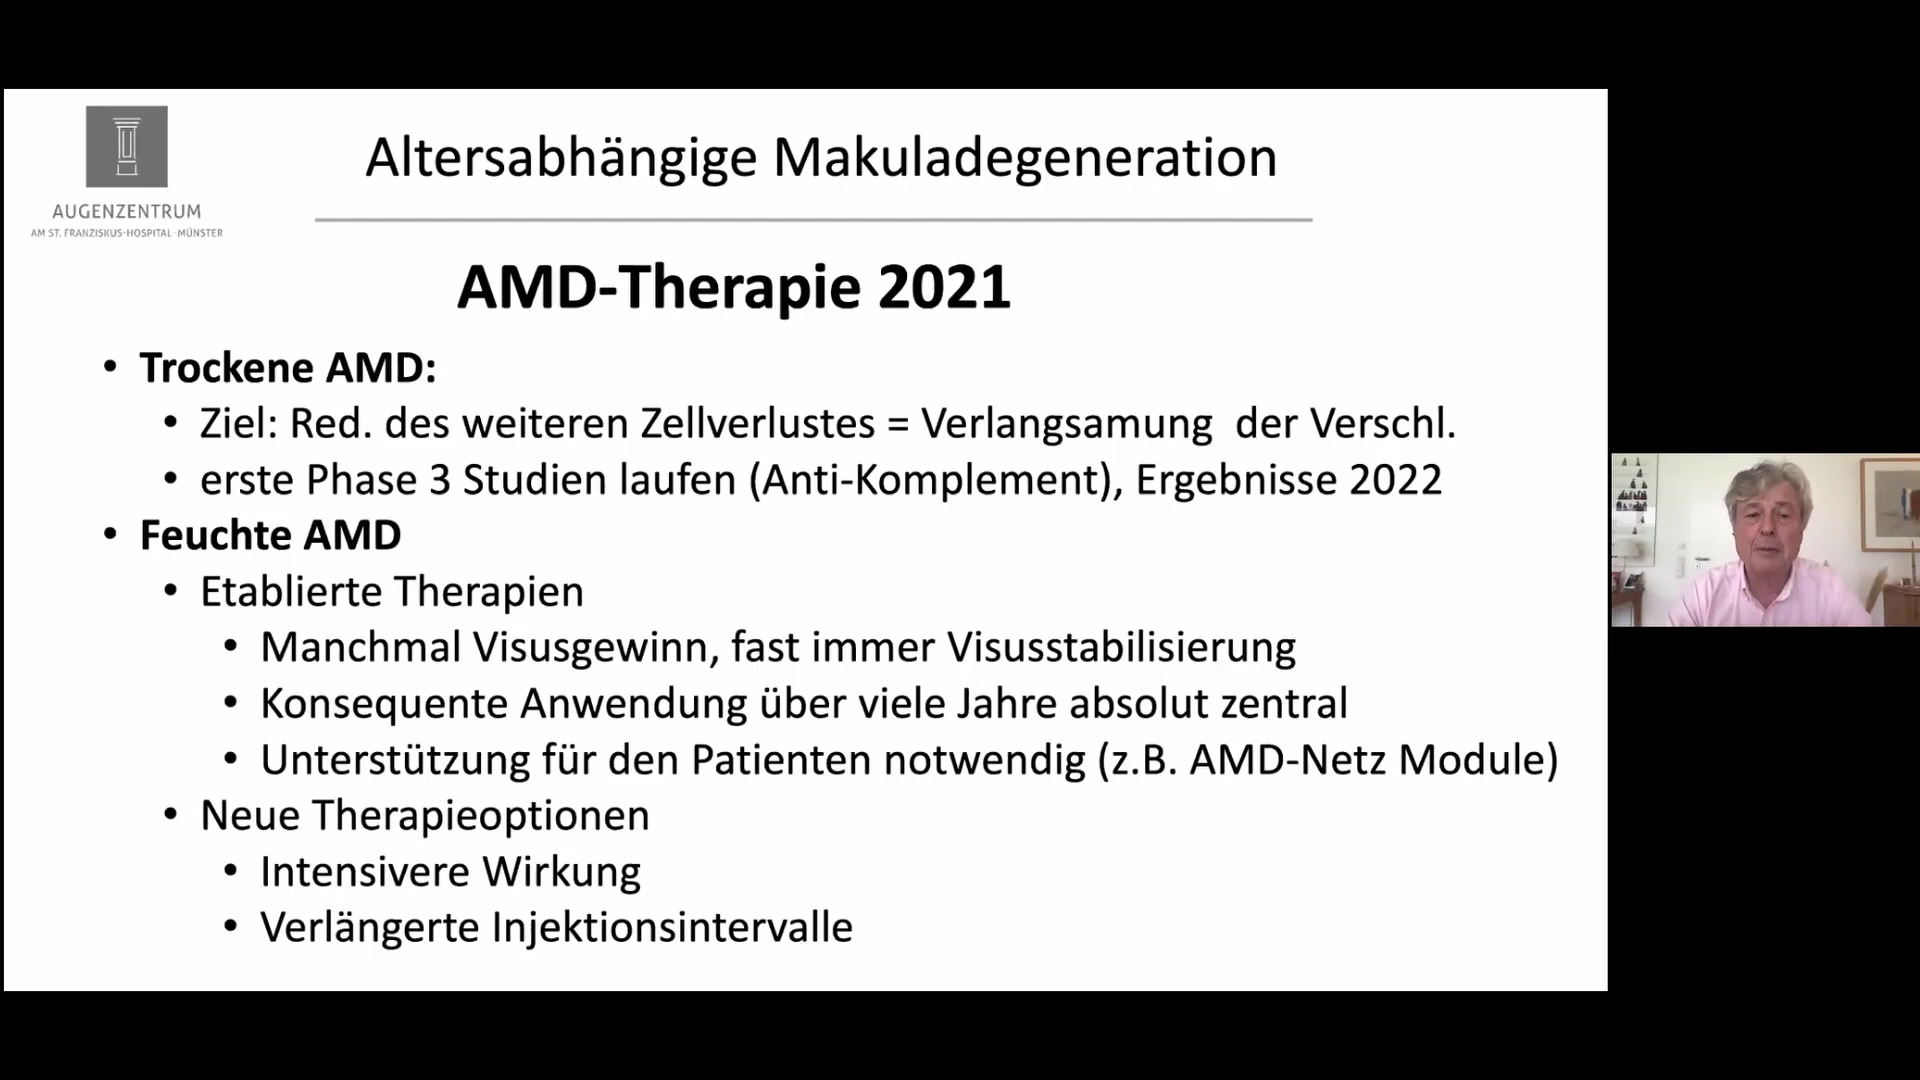 AUGENZENTRUM
AM ST. FRANZISKUS-HOSPITAL · MÜNSTER
Altersabhängige Makuladegeneration
AMD-Therapie 2021
• Trockene AMD:
• Ziel: Red. des weiteren Zellverlustes = Verlangsamung der Verschl.
• erste Phase 3 Studien laufen (Anti-Komplement), Ergebnisse 2022
• Feuchte AMD
• Etablierte Therapien
• Manchmal Visusgewinn, fast immer Visusstabilisierung
• Konsequente Anwendung über viele Jahre absolut zentral
• Unterstützung für den Patienten notwendig (z.B. AMD-Netz Module)
• Neue Therapieoptionen
• Intensivere Wirkung
• Verlängerte Injektionsintervalle